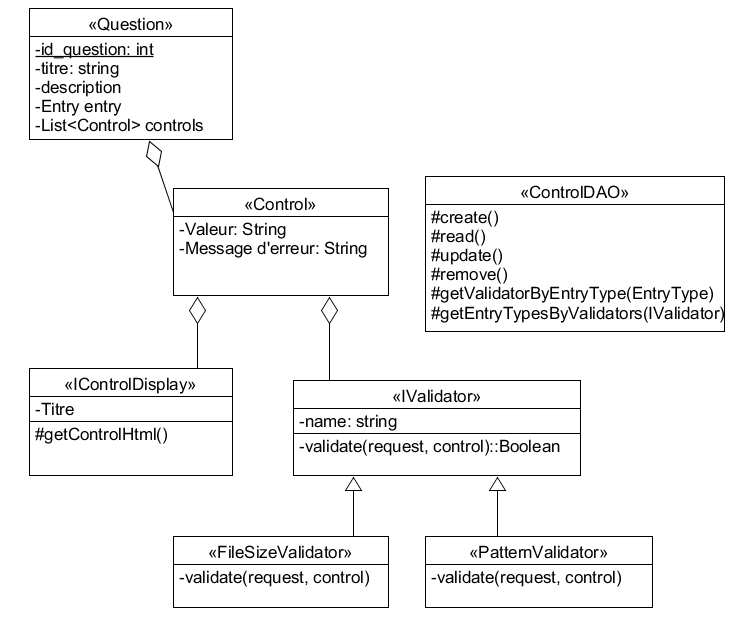 «Question»
-id_question: int
-titre: string
-description
-Entry entry
-List<Control> controls
«Control»
-Valeur: String
-Message d'erreur: String
«ControlDAO»
#create()
#read()
#update()
#remove()
#getValidatorByEntryType(EntryType)
#getEntryTypesByValidators(IValidator)
«IControlDisplay»
-Titre
#getControlHtml()
«IValidator»
-name: string
-validate(request, control)::Boolean
«FileSizeValidator»
-validate(request, control)
«PatternValidator»
-validate(request, control)